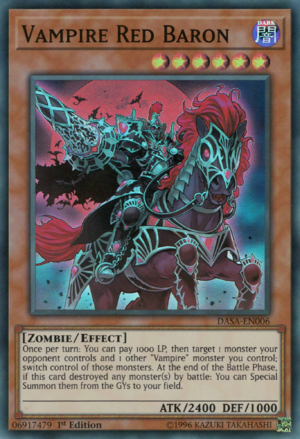 VAMPIRE RED BARON
DARK
闇
DASA-EN006
[ZOMBIE/EFFECT]
Once per turn: You can pay 1000 LP, then target 1 monster your
opponent controls and 1 other "Vampire" monster you control;
switch control of those monsters. At the end of the Battle Phase,
if this card destroyed any monster(s) by battle: You can Special
Summon them from the GYs to your field.
ATK/2400 DEF/1000
06917479 1st Edition ©1996 KAZUKI TAKAHASHI